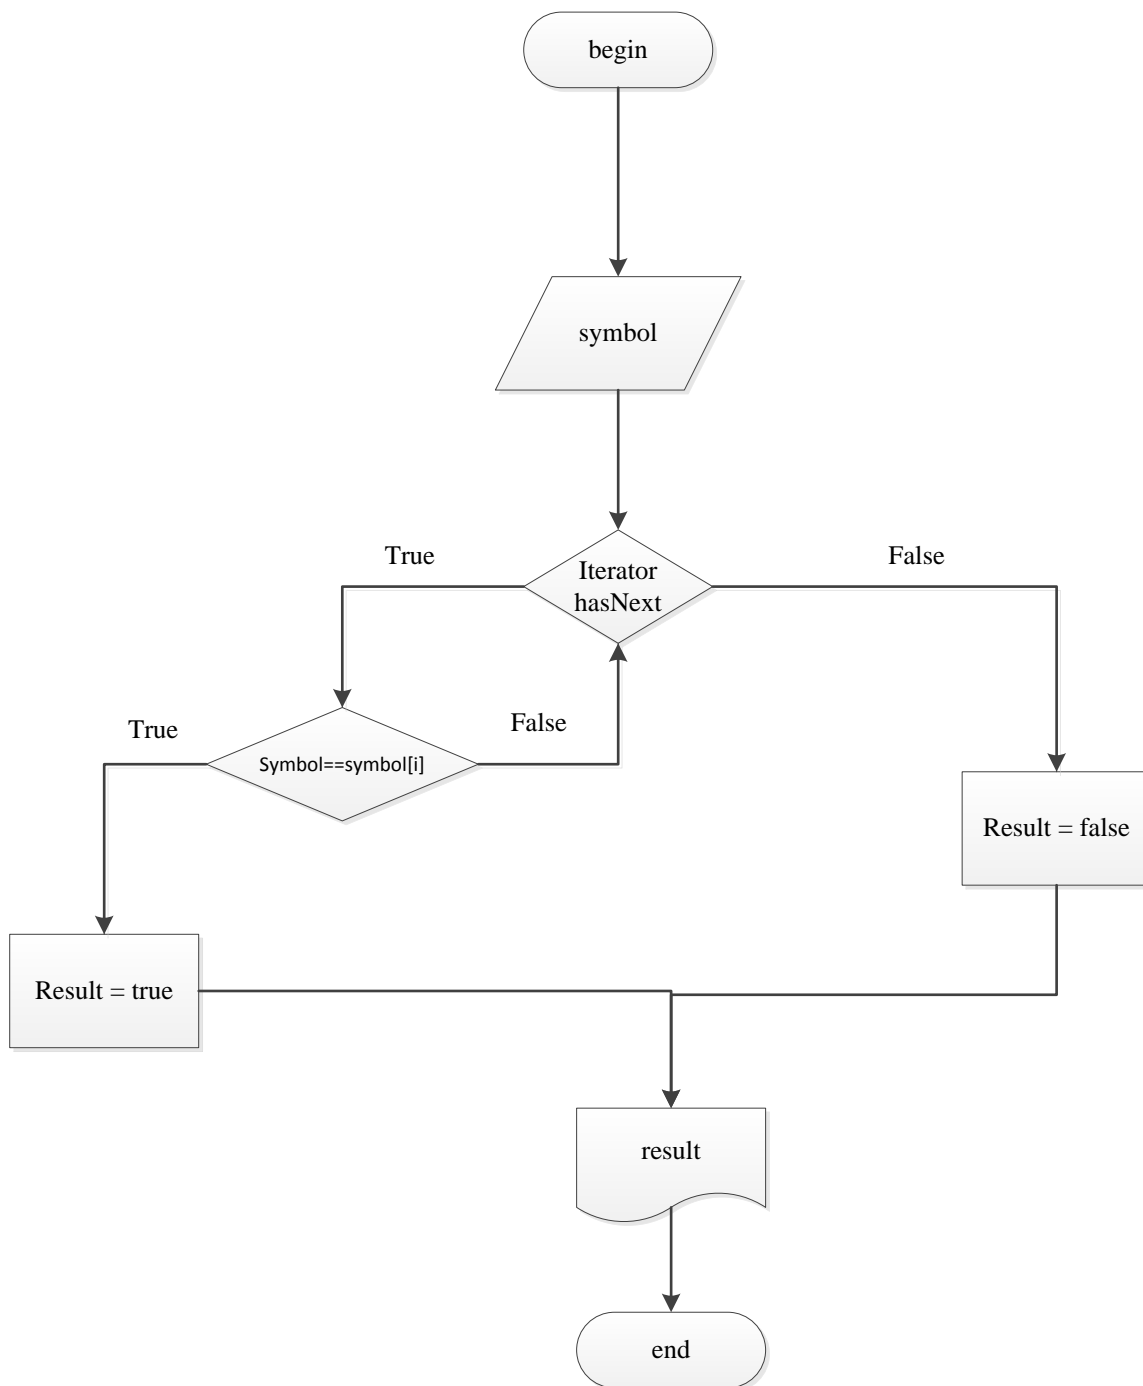 begin
symbol
True
Iterator
hasNext
False
True
Symbol==symbol[i]
False
Result = false
Result = true
result
end